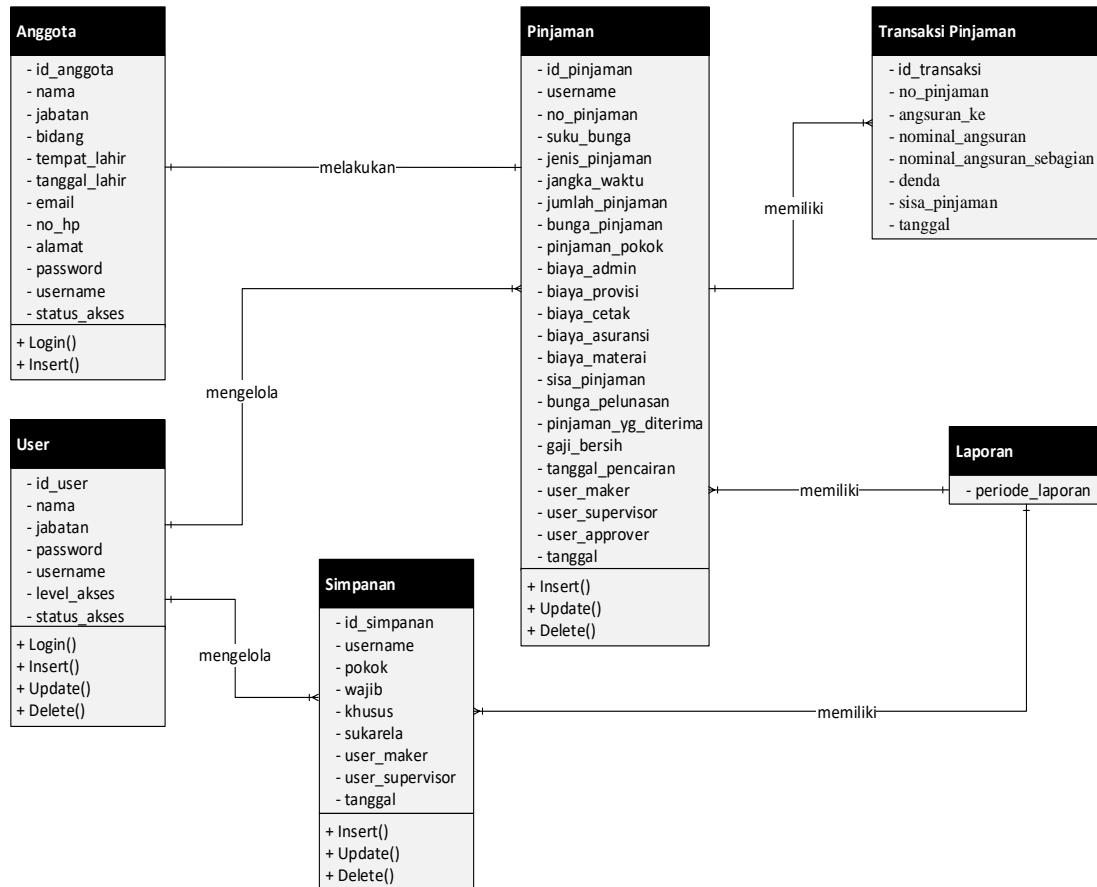 Anggota
- id_anggota
- nama
- jabatan
- bidang
- tempat_lahir
- tanggal_lahir
- email
- no_hp
- alamat
- password
- username
- status_akses
+ Login()
+ Insert()
melakukan
Pinjaman
- id_pinjaman
- username
- no_pinjaman
- suku_bunga
- jenis_pinjaman
- jangka_waktu
- jumlah_pinjaman
- bunga_pinjaman
- pinjaman_pokok
- biaya_admin
- biaya_provisi
- biaya_cetak
- biaya_asuransi
- biaya_materai
- sisa_pinjaman
- bunga_pelunasan
- pinjaman_yg_diterima
- gaji_bersih
- tanggal_pencairan
- user_maker
- user_supervisor
- user_approver
- tanggal
+ Insert()
+ Update()
+ Delete()
memiliki
Transaksi Pinjaman
- id_transaksi
- no_pinjaman
- angsuran_ke
- nominal_angsuran
- nominal_angsuran_sebagian
- denda
- sisa_pinjaman
- tanggal
mengelola
User
- id_user
- nama
- jabatan
- password
- username
- level_akses
- status_akses
+ Login()
+ Insert()
+ Update()
+ Delete()
mengelola
Simpanan
- id_simpanan
- username
- pokok
- wajib
- khusus
- sukarela
- user_maker
- user_supervisor
- tanggal
+ Insert()
+ Update()
+ Delete()
memiliki
Laporan
- periode_laporan
memiliki